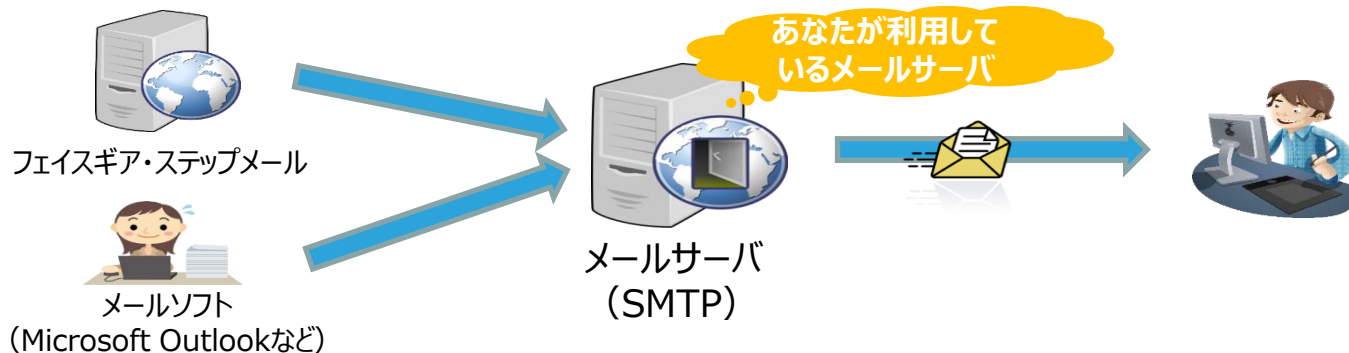 あなたが利用して
いるメールサーバ
フェイスギア・ステップメール
メールソフト
（Microsoft Outlookなど）
メールサーバ
（SMTP）